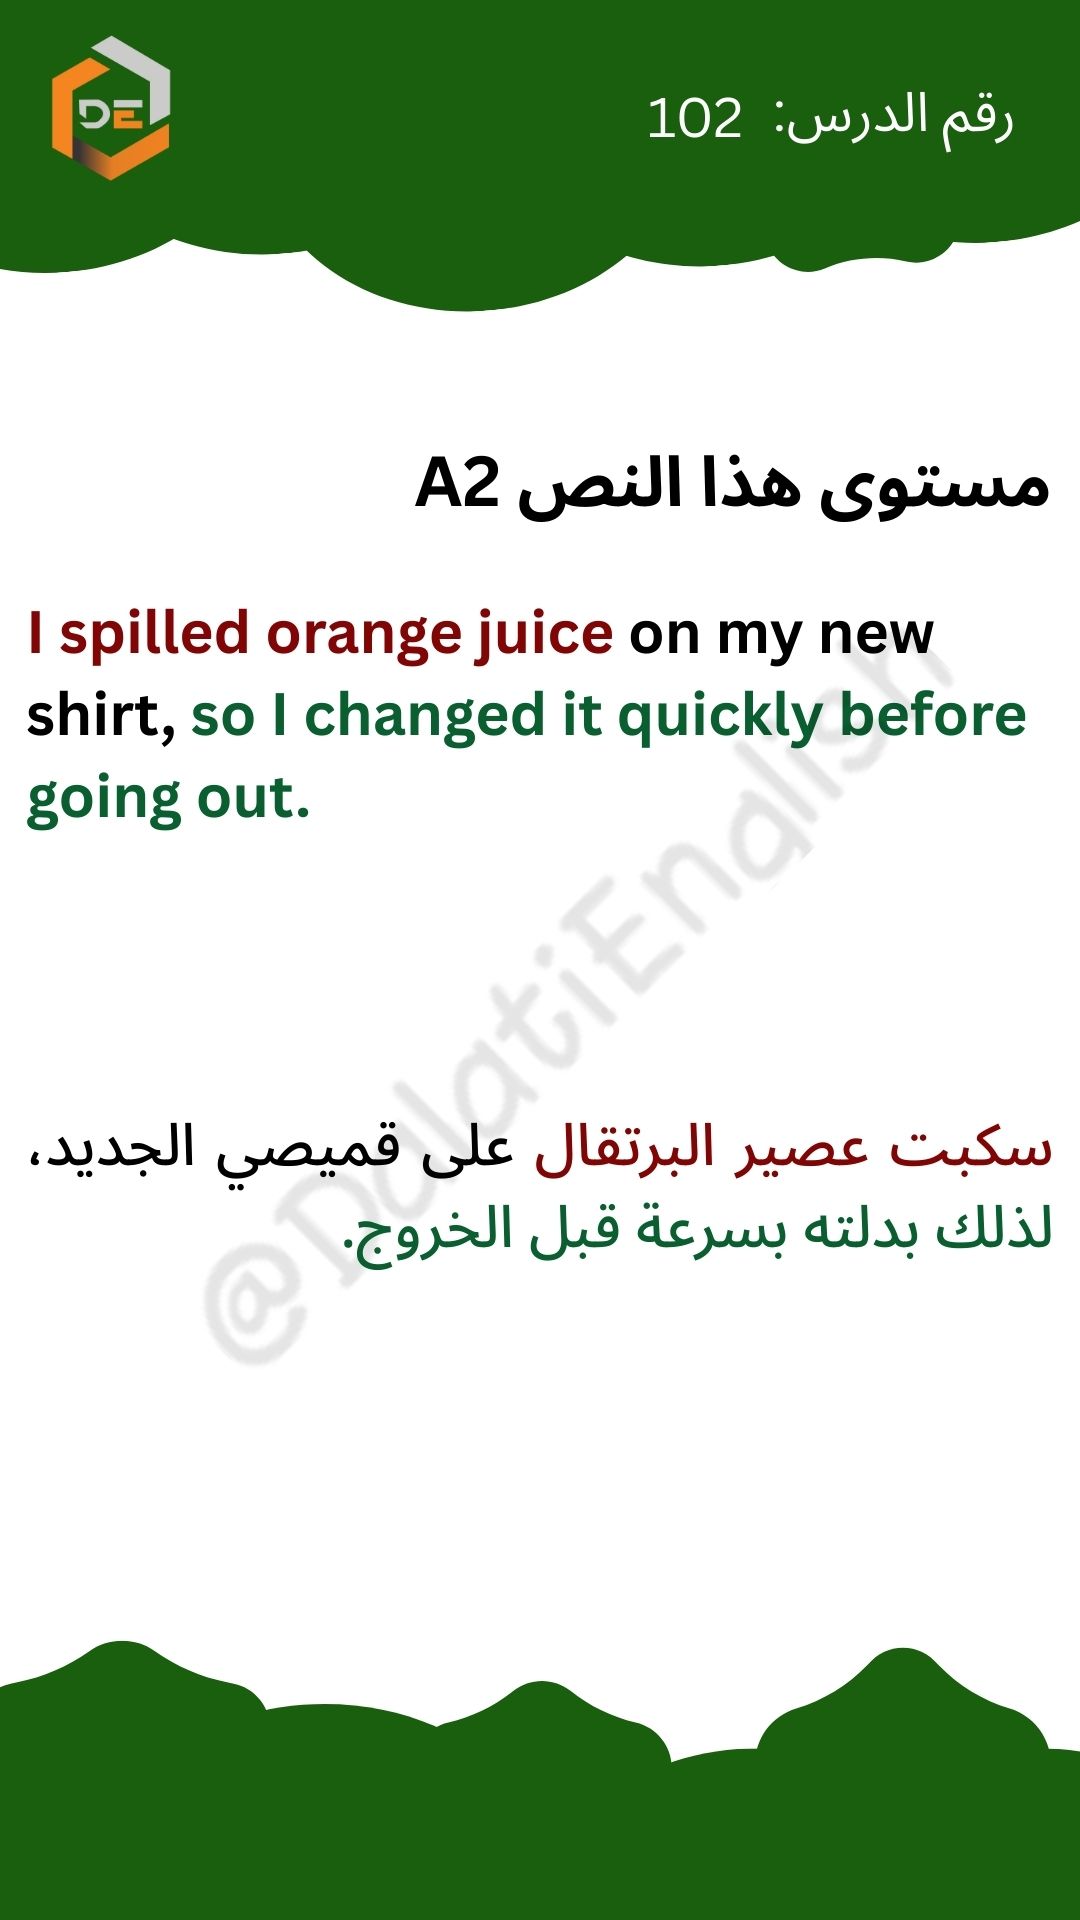 DE
رقم الدرس: 102
مستوى هذا النص A2
I spilled orange juice on my new
shirt, so I changed it quickly before
going out.
سكبت عصير البرتقال على قميصي الجديد،
لذلك بدلته بسرعة قبل الخروج.
@DalatiEnglish